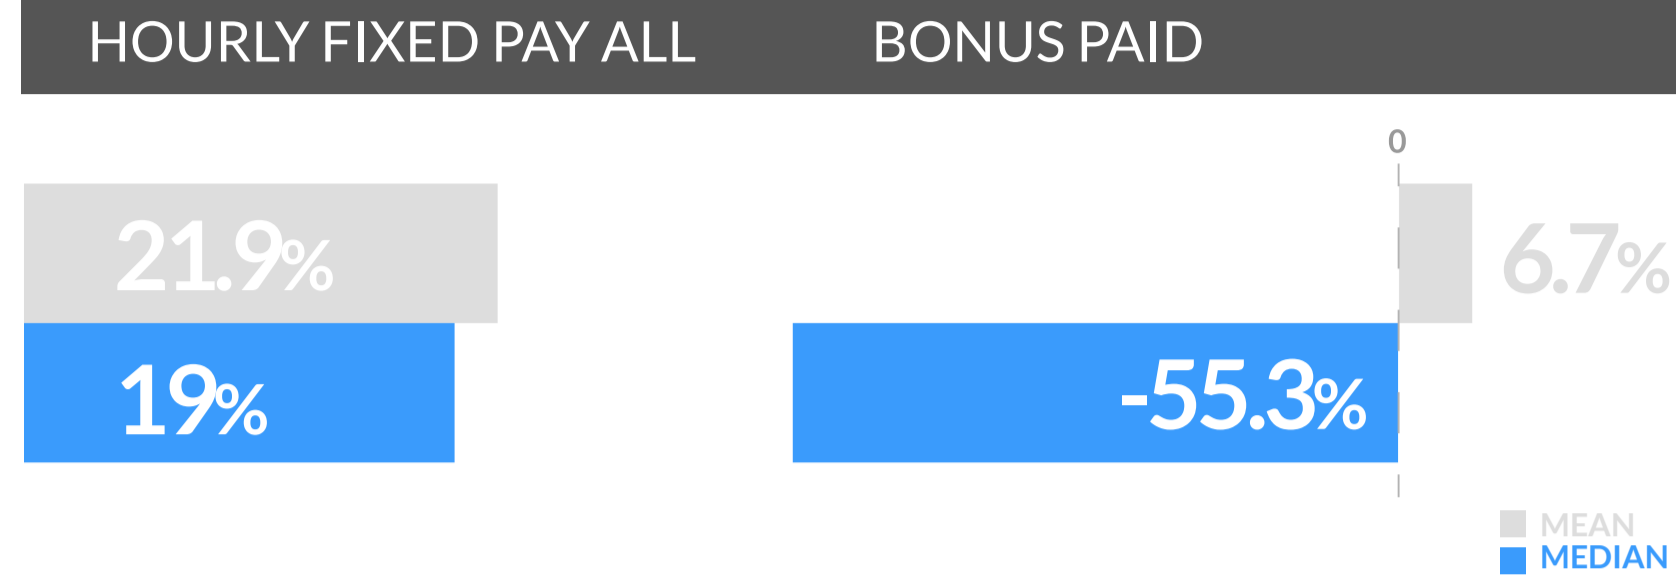 HOURLY FIXED PAY ALL
BONUS PAID
0
21.9%
6.7%
19%
-55.3%
MEAN
MEDIAN